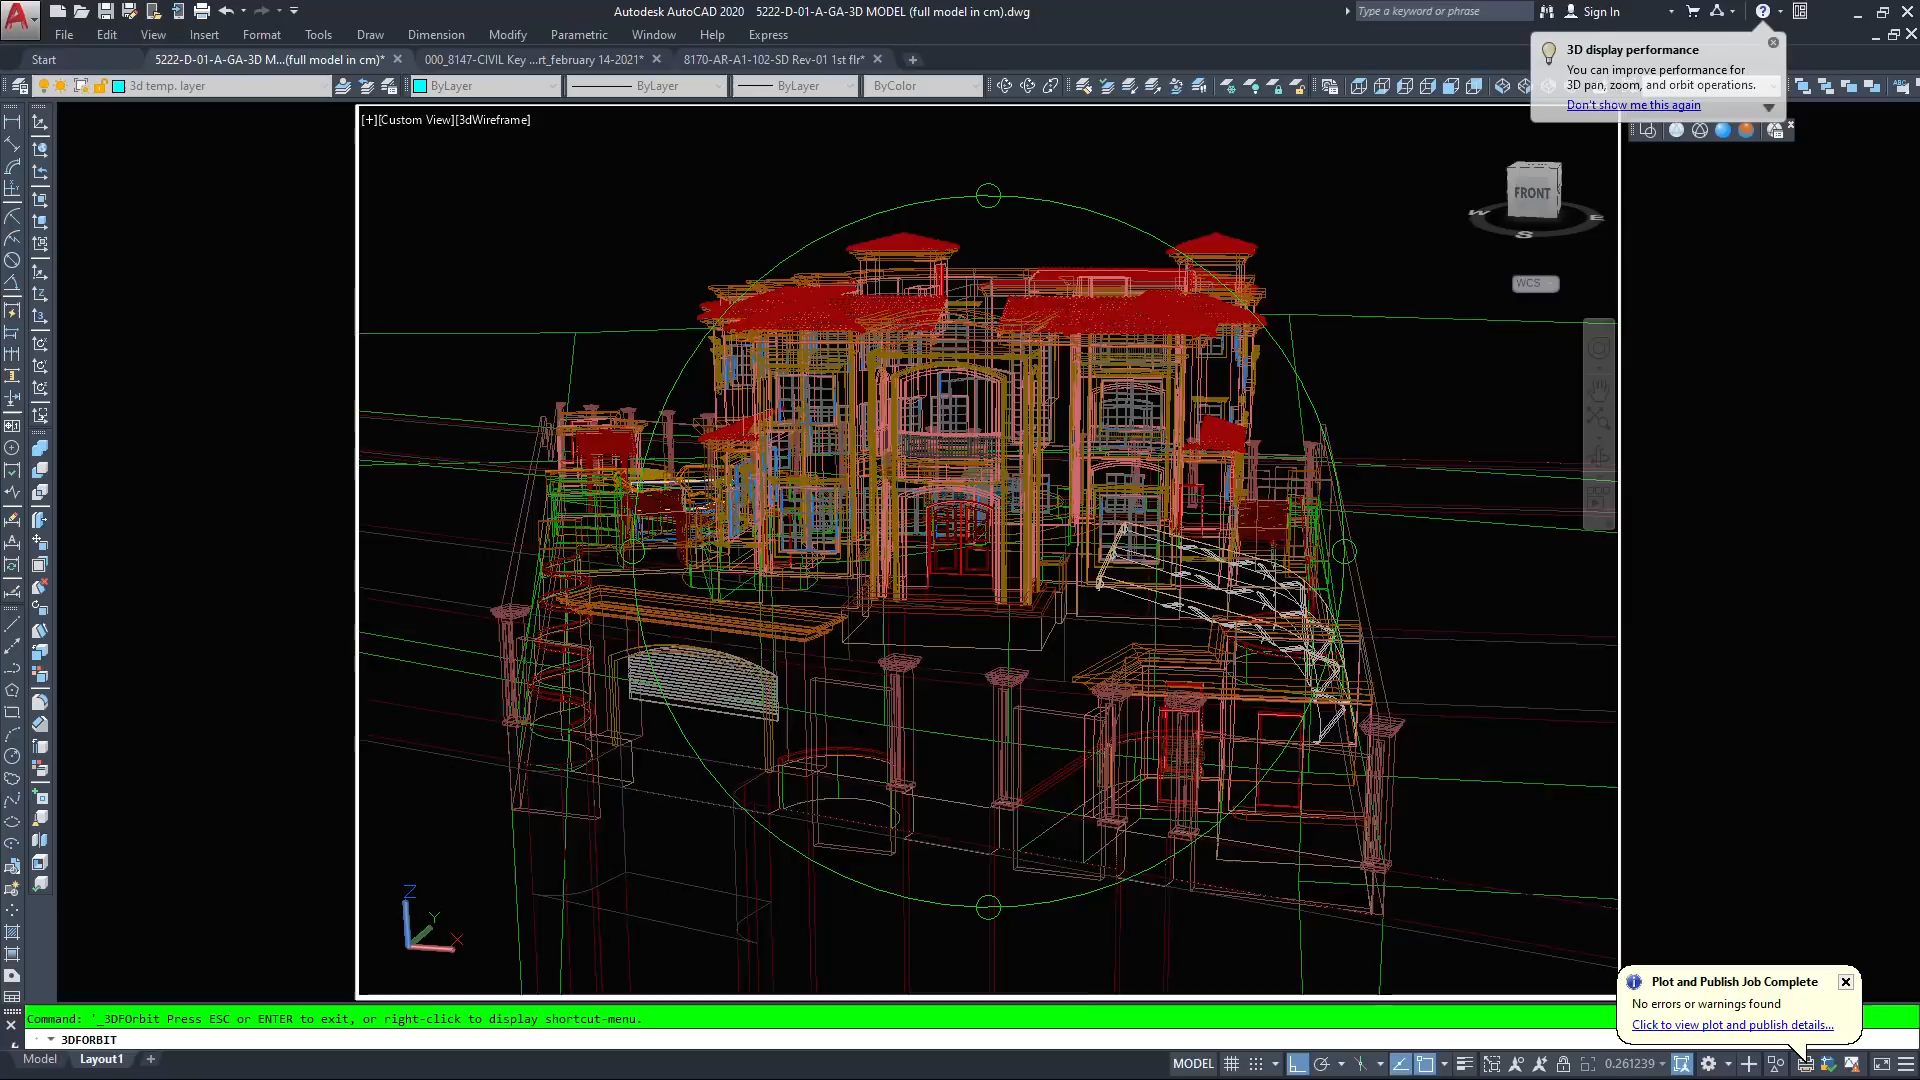 Autodesk AutoCAD 2020 5222-D-01-A-GA-3D MODEL (full model in cm).dwg
Type a keyword or phrase
Sign In
File Edit View Insert Format Tools Draw Dimension Modify Parametric Window Help Express
Start
5222-D-01-A-GA-3D M...(full model in cm)*
000_8147-CIVIL Key ...rt_february 14-2021*
8170-AR-A1-102-SD Rev-01 1st flr*
3d temp. layer
ByLayer
ByLayer
ByLayer
ByColor
3D display performance
You can improve performance for
3D pan, zoom, and orbit operations.
Don't show me this again
[+][Custom View][3dWireframe]
FRONT
W
E
S
WCS
Z
Y
X
Plot and Publish Job Complete
No errors or warnings found
Click to view plot and publish details...
Command: '_3DFOrbit Press ESC or ENTER to exit, or right-click to display shortcut-menu.
3DFORBIT
Model
Layout1
MODEL
0.261239